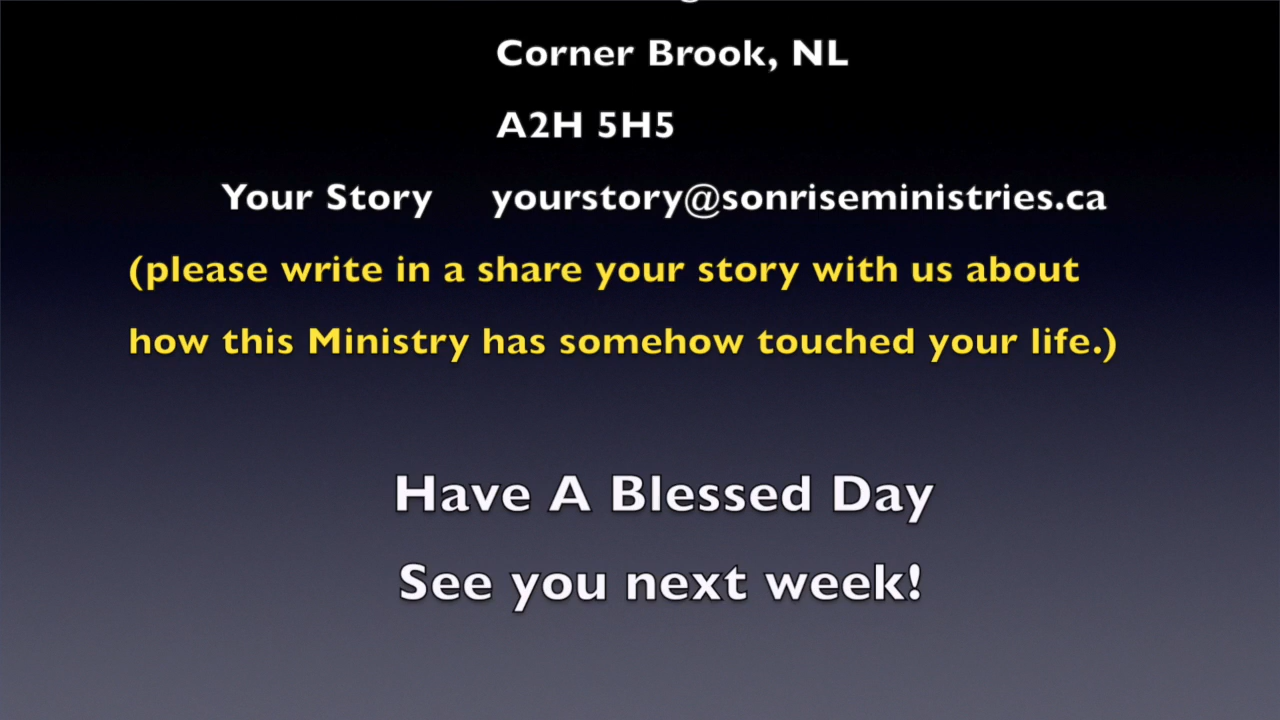 Corner Brook, NL
A2H 5H5
Your Story yourstory@sonriseministries.ca
(please write in a share your story with us about
how this Ministry has somehow touched your life.)
Have A Blessed Day
See you next week!